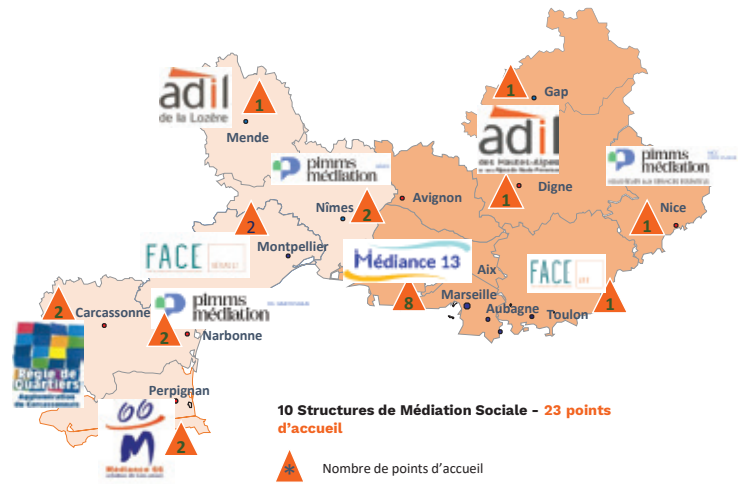 1
Gap
adil
de la Lozère
1
Mende
adil
des Hautes-Alpes
pimms
médiation
pimms
médiation
Avignon
Digne
1
Nîmes
2
Nice
1
2
FACE
Montpellier
Médiance 13
Aix
FACE
8
Marseille
Aubagne
Toulon
1
2
Carcassonne
pimms
médiation
2
Narbonne
Régie de
Quartiers
Agglomération
de Carcassonne
Perpignan
Médiance 66
2
10 Structures de Médiation Sociale - 23 points
d’accueil
* Nombre de points d’accueil